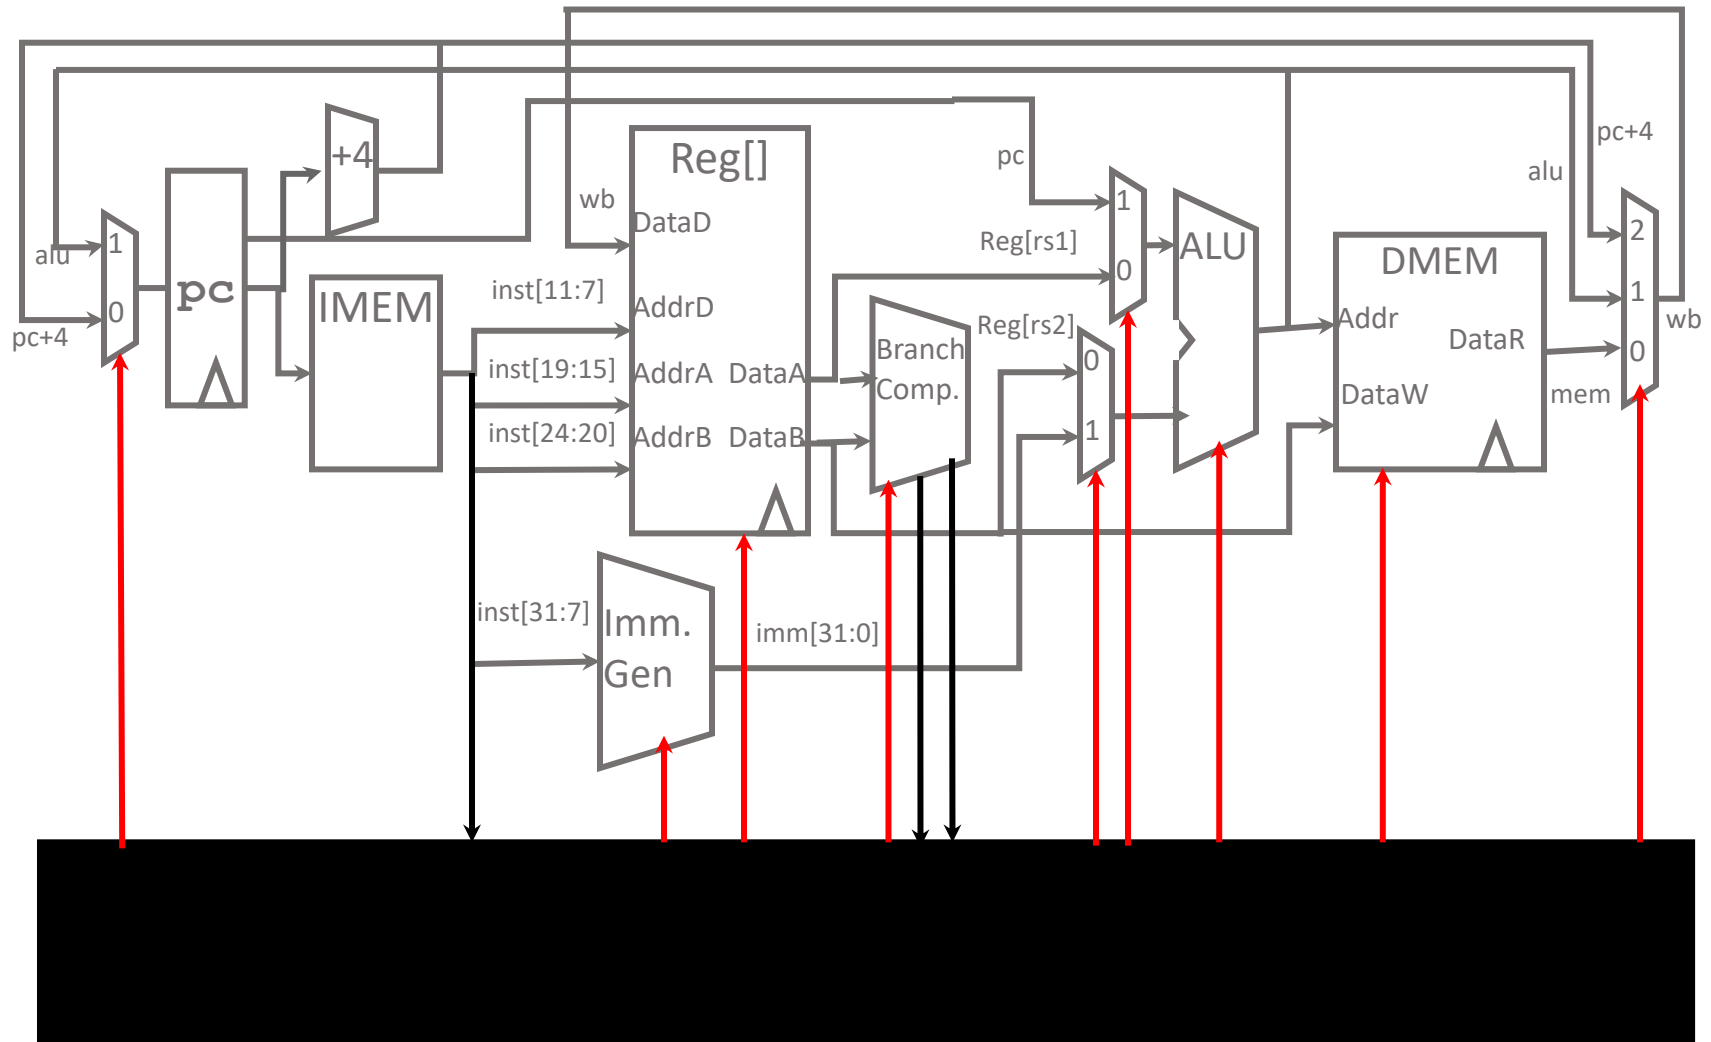 pc+4
alu
pc
+4
Reg[]
wb
DataD
alu
1
0
pc+4
pc
IMEM
inst[11:7]
AddrD
inst[19:15]
AddrA
DataA
inst[24:20]
AddrB
DataB
Branch
Comp.
Reg[rs1]
1
0
Reg[rs2]
0
1
ALU
DMEM
Addr
DataR
DataW
mem
2
1
0
wb
inst[31:7]
Imm.
Gen
imm[31:0]